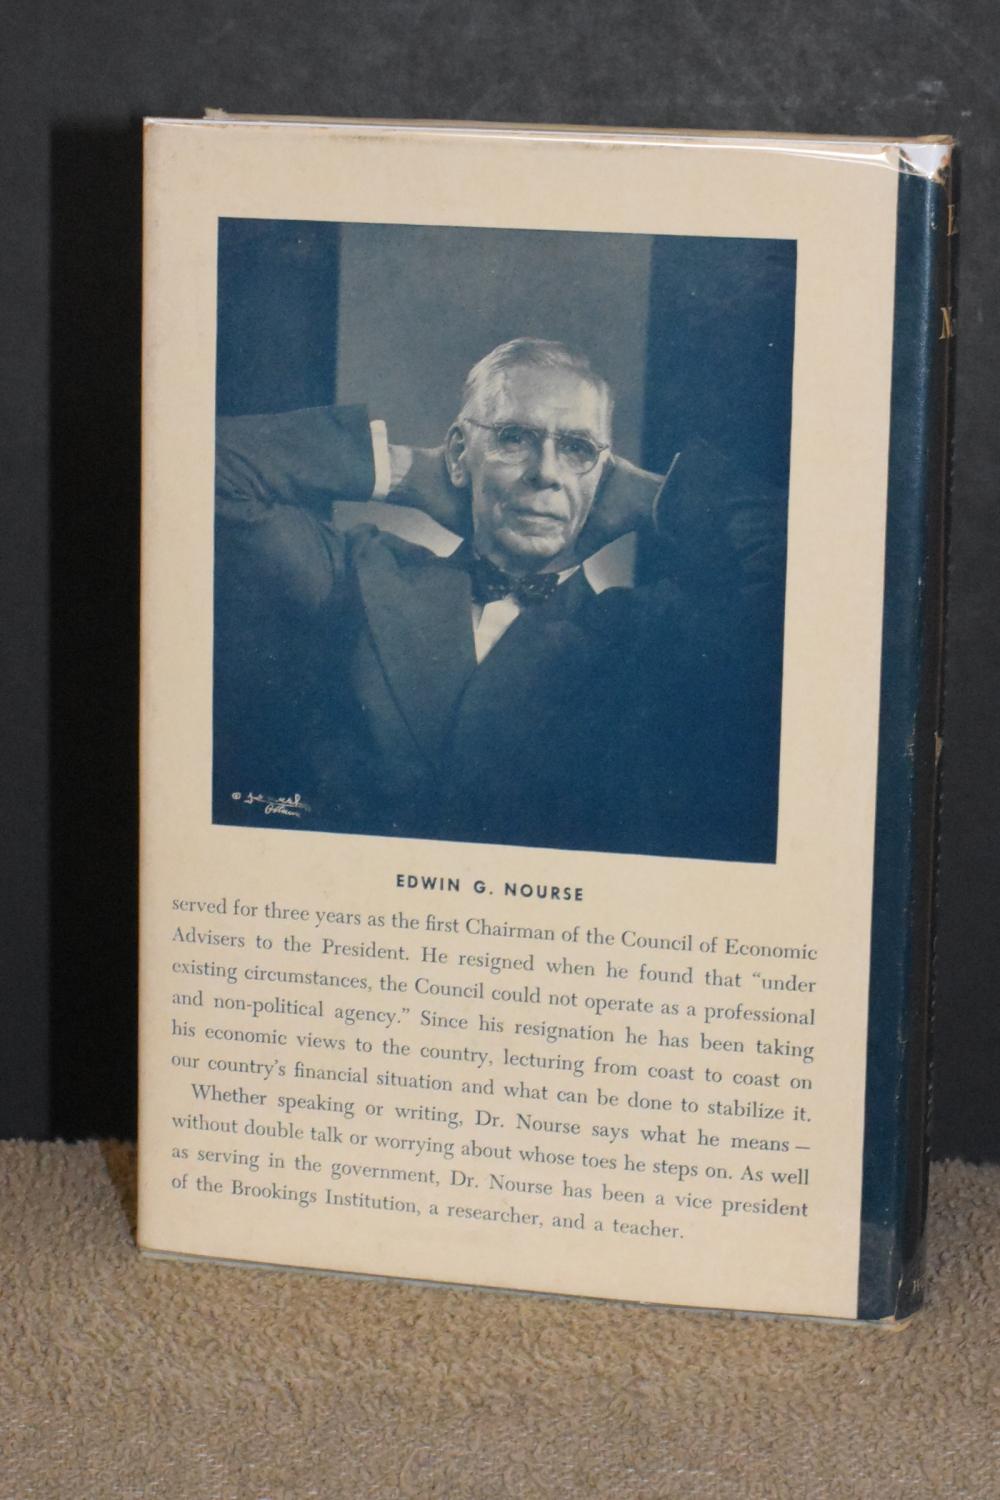 EDWIN G. NOURSE
served for three years as the first Chairman of the Council of Economic
Advisers to the President. He resigned when he found that “under
existing circumstances, the Council could not operate as a professional
and non-political agency.” Since his resignation he has been taking
his economic views to the country, lecturing from coast to coast on
our country’s financial situation and what can be done to stabilize it.
Whether speaking or writing, Dr. Nourse says what he means —
without double talk or worrying about whose toes he steps on. As well
as serving in the government, Dr. Nourse has been a vice president
of the Brookings Institution, a researcher, and a teacher.